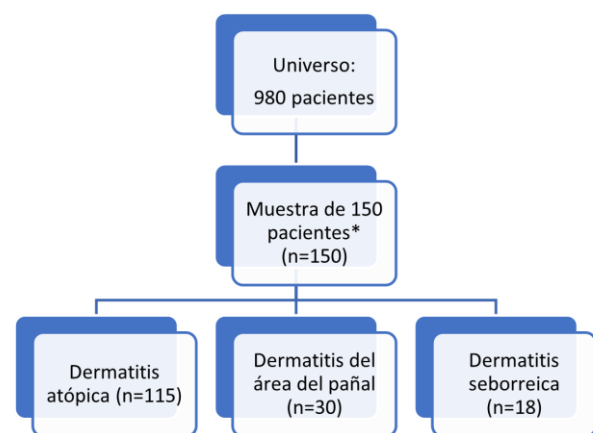 Universo:
980 pacientes
Muestra de 150
pacientes*
(n=150)
Dermatitis
atópica (n=115)
Dermatitis del
área del pañal
(n=30)
Dermatitis
seborreica
(n=18)